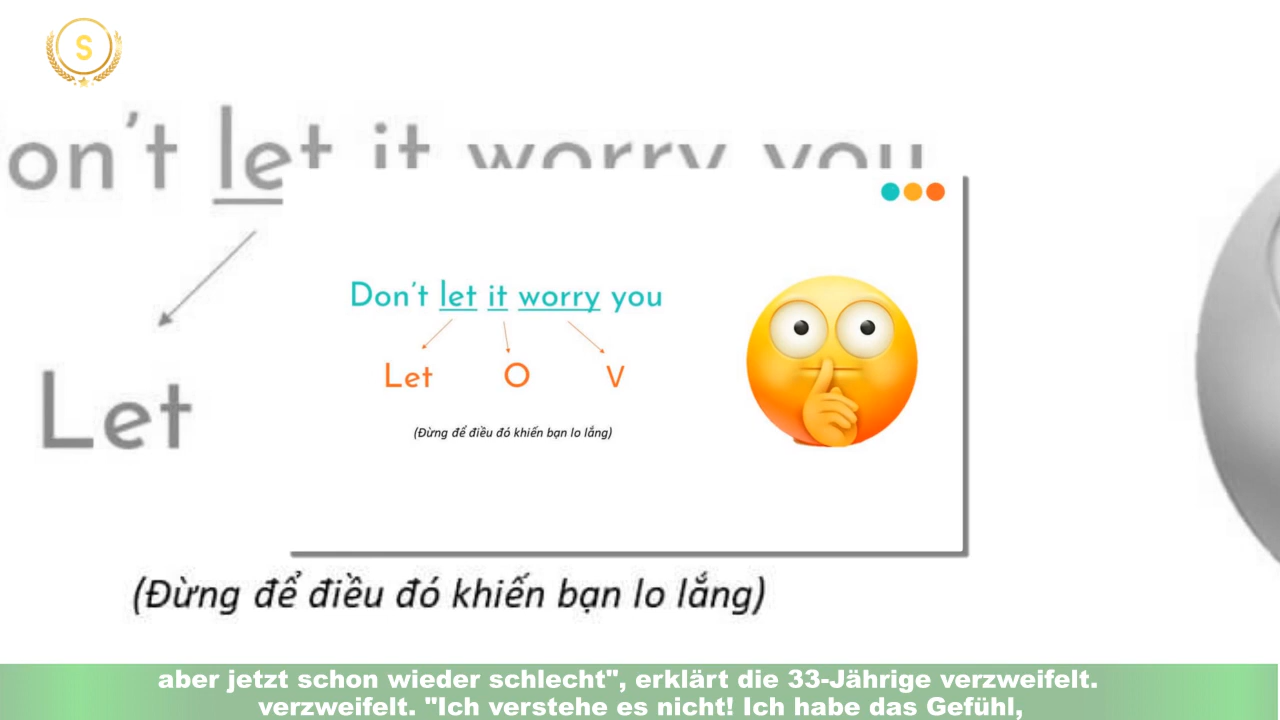 S
on't let it worry you
Don't let it worry you
Let
O
V
(Đừng để điều đó khiến bạn lo lắng)
Let
(Đừng để điều đó khiến bạn lo lắng)
aber jetzt schon wieder schlecht", erklärt die 33-Jährige verzweifelt.
verzweifelt. "Ich verstehe es nicht! Ich habe das Gefühl,